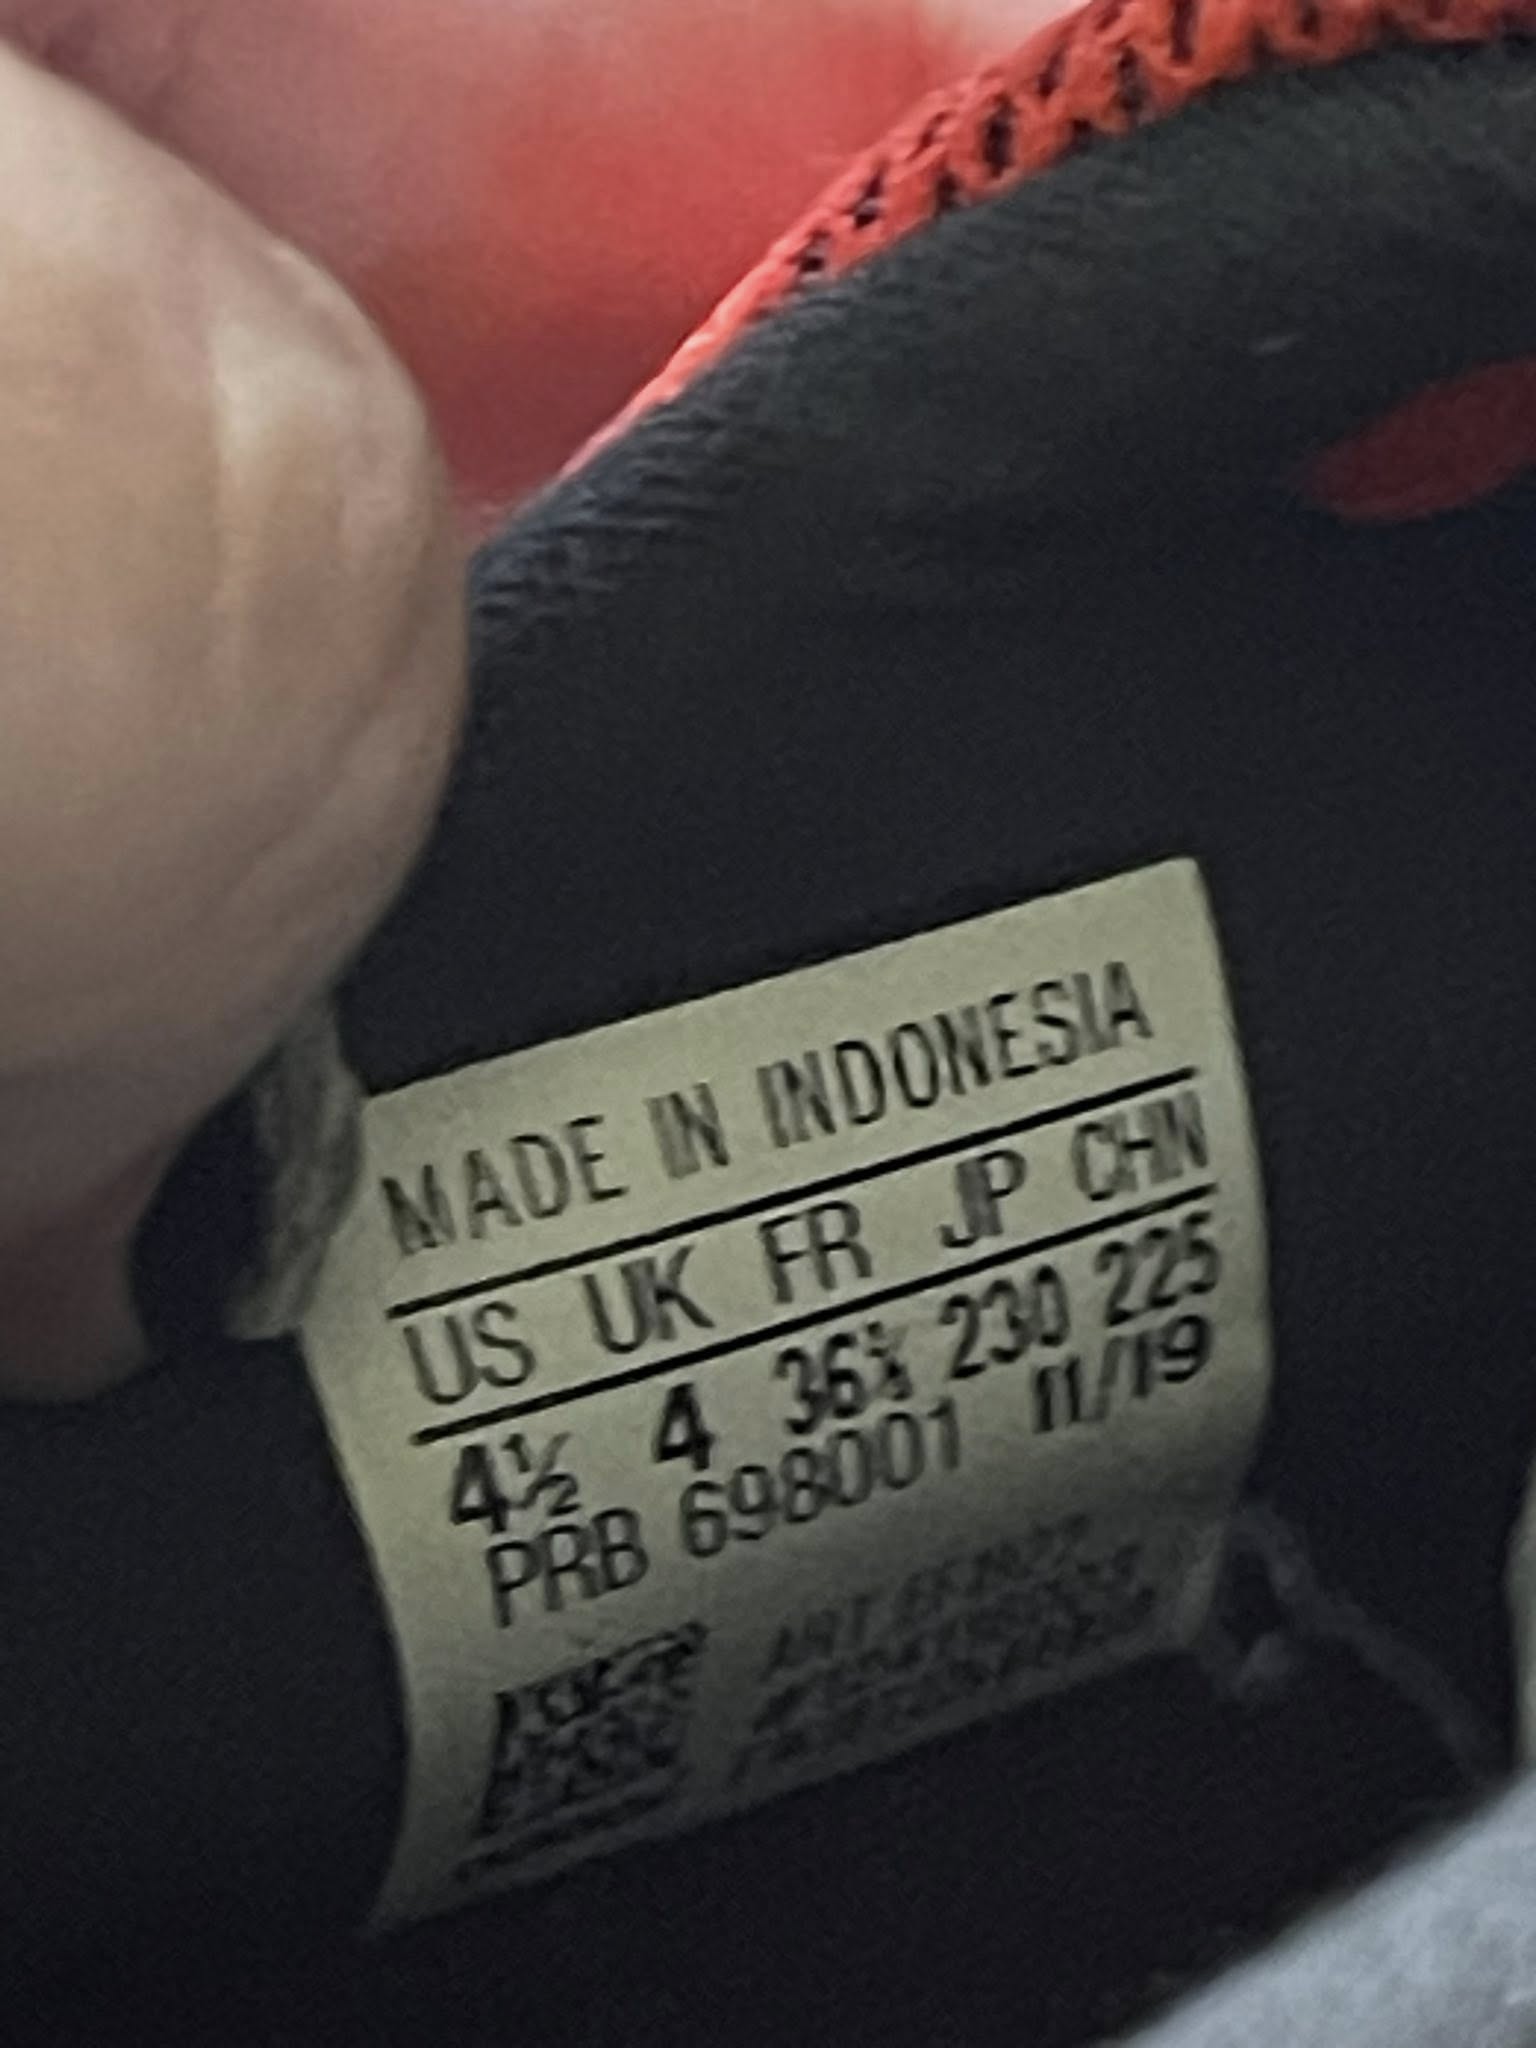 MADE IN INDONESIA
US UK FR JP CHN
4½ 4 36⅔ 230 225
PRB 698001 11/19
ART